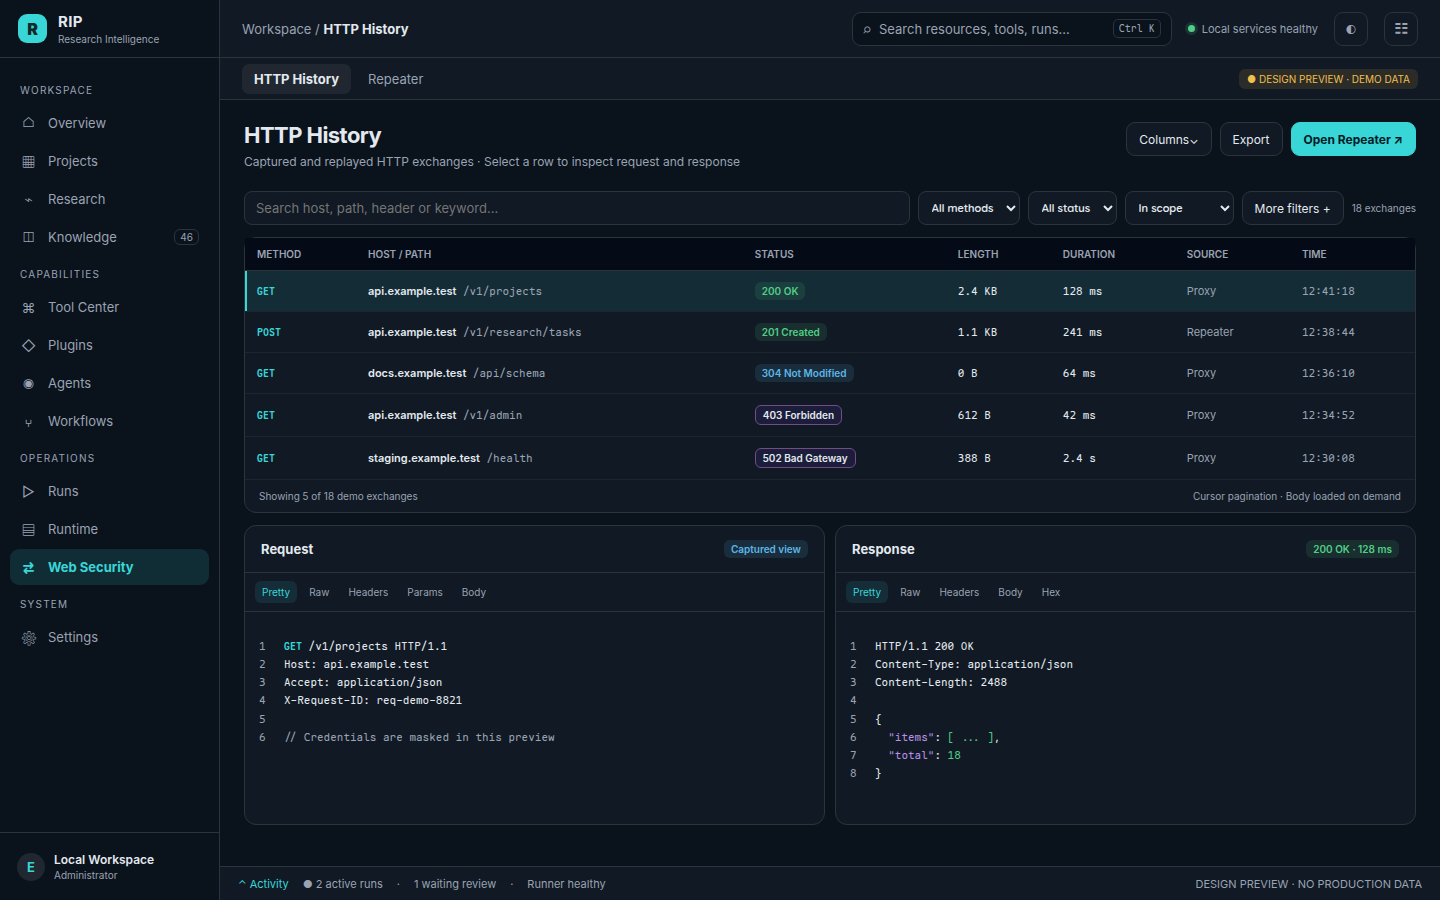 R RIP
Research Intelligence
Workspace / HTTP History
Search resources, tools, runs... Ctrl K
Local services healthy
WORKSPACE
Overview
Projects
Research
Knowledge 46
CAPABILITIES
Tool Center
Plugins
Agents
Workflows
OPERATIONS
Runs
Runtime
Web Security
SYSTEM
Settings
E Local Workspace
Administrator
HTTP History Repeater
DESIGN PREVIEW · DEMO DATA
HTTP History
Captured and replayed HTTP exchanges · Select a row to inspect request and response
Columns Export Open Repeater ↗
Search host, path, header or keyword... All methods All status In scope More filters + 18 exchanges
METHOD HOST / PATH STATUS LENGTH DURATION SOURCE TIME
GET api.example.test /v1/projects 200 OK 2.4 KB 128 ms Proxy 12:41:18
POST api.example.test /v1/research/tasks 201 Created 1.1 KB 241 ms Repeater 12:38:44
GET docs.example.test /api/schema 304 Not Modified 0 B 64 ms Proxy 12:36:10
GET api.example.test /v1/admin 403 Forbidden 612 B 42 ms Proxy 12:34:52
GET staging.example.test /health 502 Bad Gateway 388 B 2.4 s Proxy 12:30:08
Showing 5 of 18 demo exchanges Cursor pagination · Body loaded on demand
Request Captured view
Pretty Raw Headers Params Body
1 GET /v1/projects HTTP/1.1
2 Host: api.example.test
3 Accept: application/json
4 X-Request-ID: req-demo-8821
5
6 // Credentials are masked in this preview
Response 200 OK · 128 ms
Pretty Raw Headers Body Hex
1 HTTP/1.1 200 OK
2 Content-Type: application/json
3 Content-Length: 2488
4
5 {
6 "items": [ ... ],
7 "total": 18
8 }
^ Activity ● 2 active runs · 1 waiting review · Runner healthy
DESIGN PREVIEW · NO PRODUCTION DATA